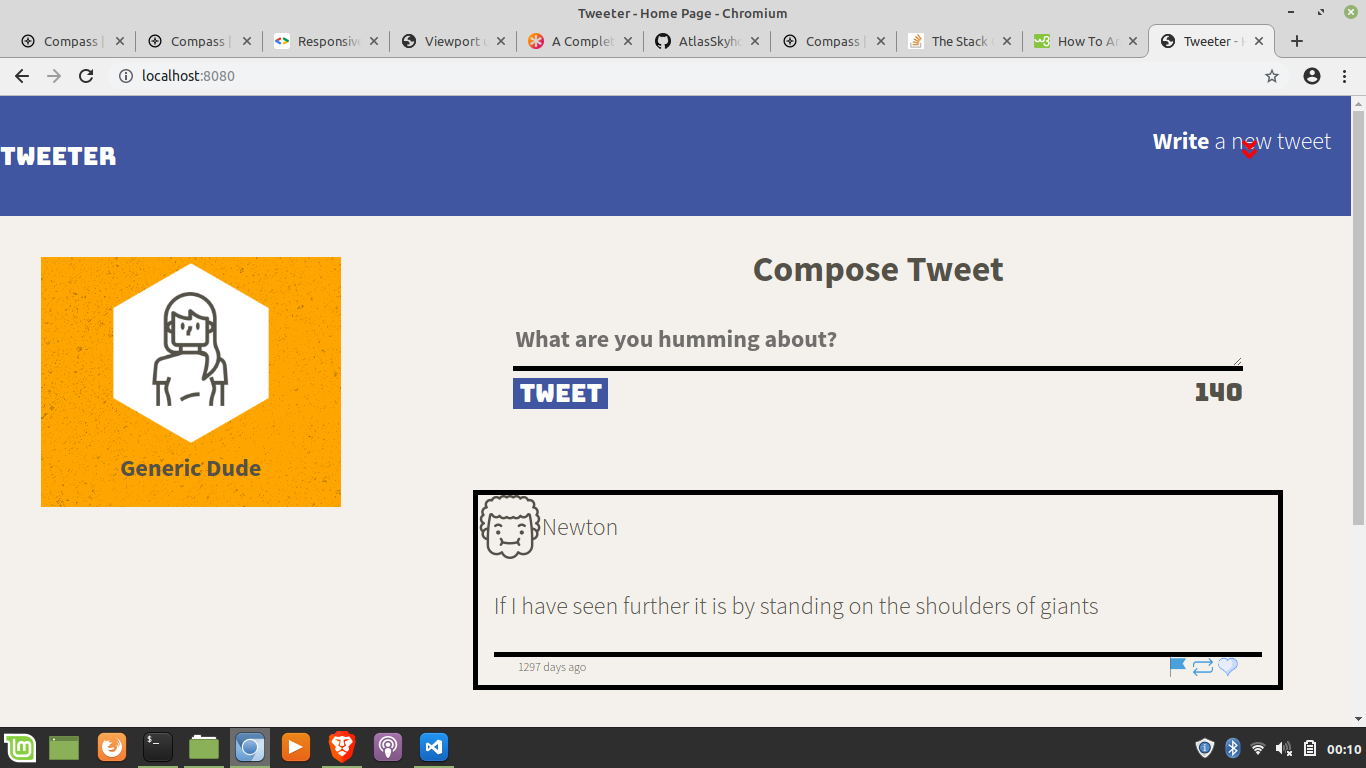 Tweeter - Home Page - Chromium
Compass | Compass | Responsive Viewport A Complet AtlasSkyh Compass | The Stack How To An Tweeter -
localhost:8080
TWEETER
Write a new tweet
Compose Tweet
What are you humming about?
TWEET 140
Generic Dude
Newton
If I have seen further it is by standing on the shoulders of giants
1297 days ago
00:10